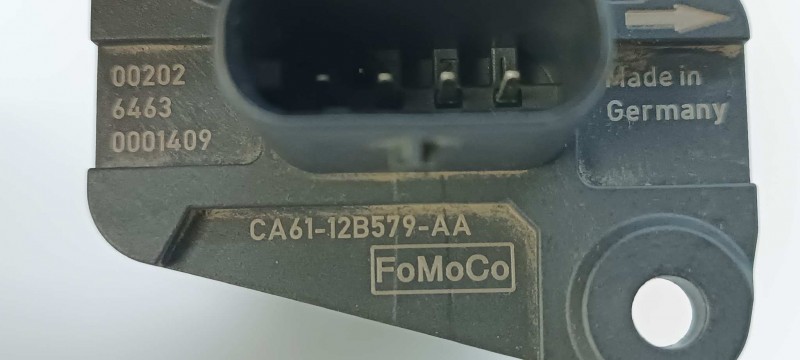 00202
6463
0001409
Made in
Germany
CA61-12B579-AA
FoMoCo